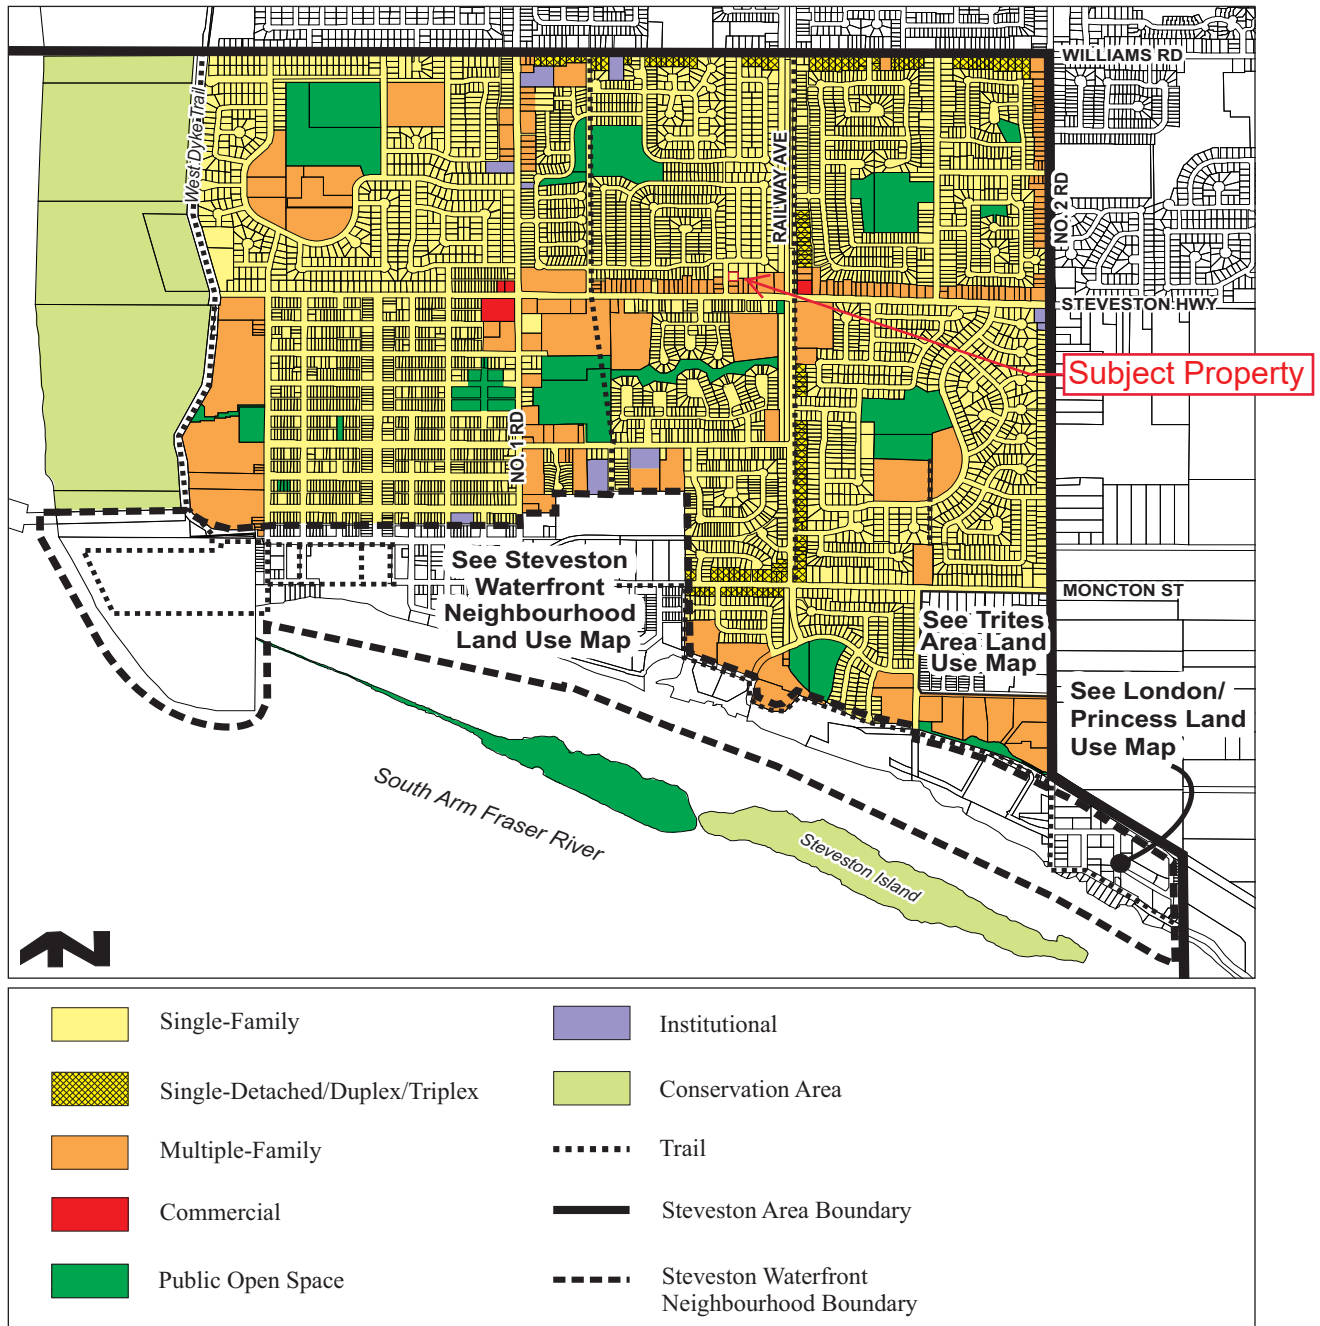 WILLIAMS RD
West Dyke Trail
RAILWAY AVE
NO. 2 RD
STEVESTON HWY
Subject Property
NO. 1 RD
See Steveston
Waterfront
Neighbourhood
Land Use Map
MONCTON ST
See Trites
Area Land
Use Map
See London/
Princess Land
Use Map
South Arm Fraser River
Steveston Island
N
Single-Family
Single-Detached/Duplex/Triplex
Multiple-Family
Commercial
Public Open Space
Institutional
Conservation Area
Trail
Steveston Area Boundary
Steveston Waterfront
Neighbourhood Boundary